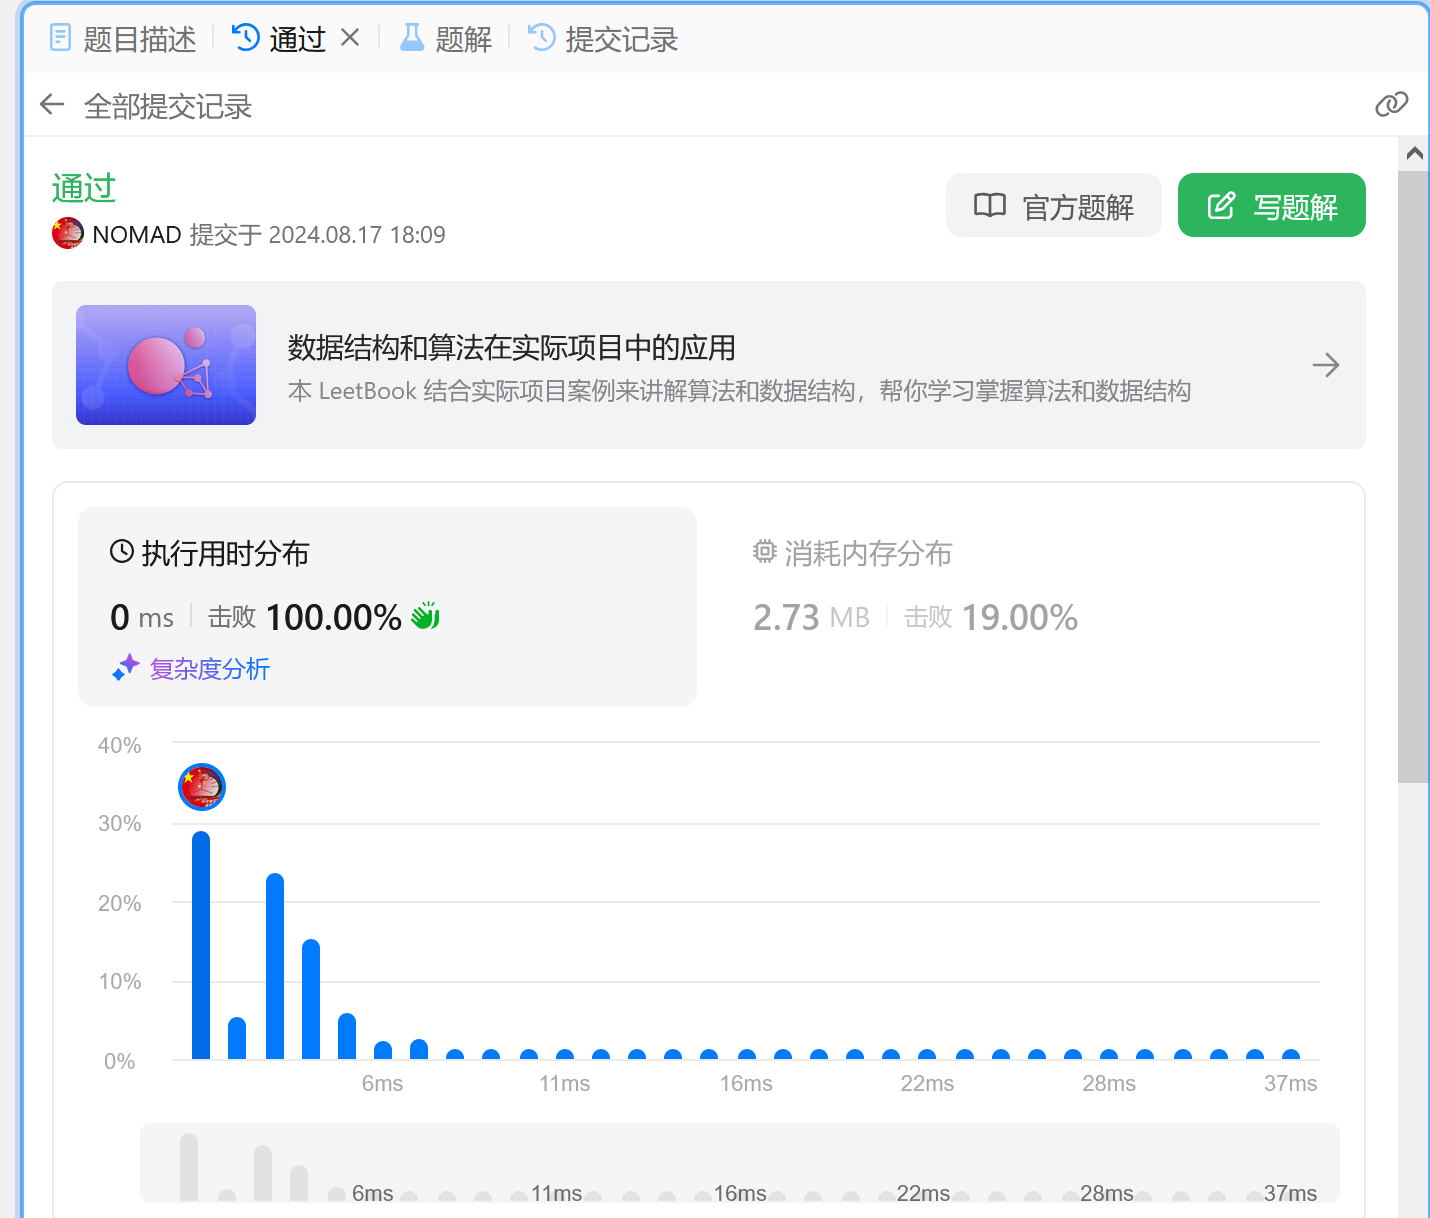 题目描述 通过 题解 提交记录
全部提交记录
通过
NOMAD 提交于 2024.08.17 18:09
官方题解 写题解
数据结构和算法在实际项目中的应用
本 LeetBook 结合实际项目案例来讲解算法和数据结构，帮你学习掌握算法和数据结构
执行用时分布
0 ms 击败 100.00%
复杂度分析
消耗内存分布
2.73 MB 击败 19.00%
40%
30%
20%
10%
0%
6ms 11ms 16ms 22ms 28ms 37ms
6ms 11ms 16ms 22ms 28ms 37ms